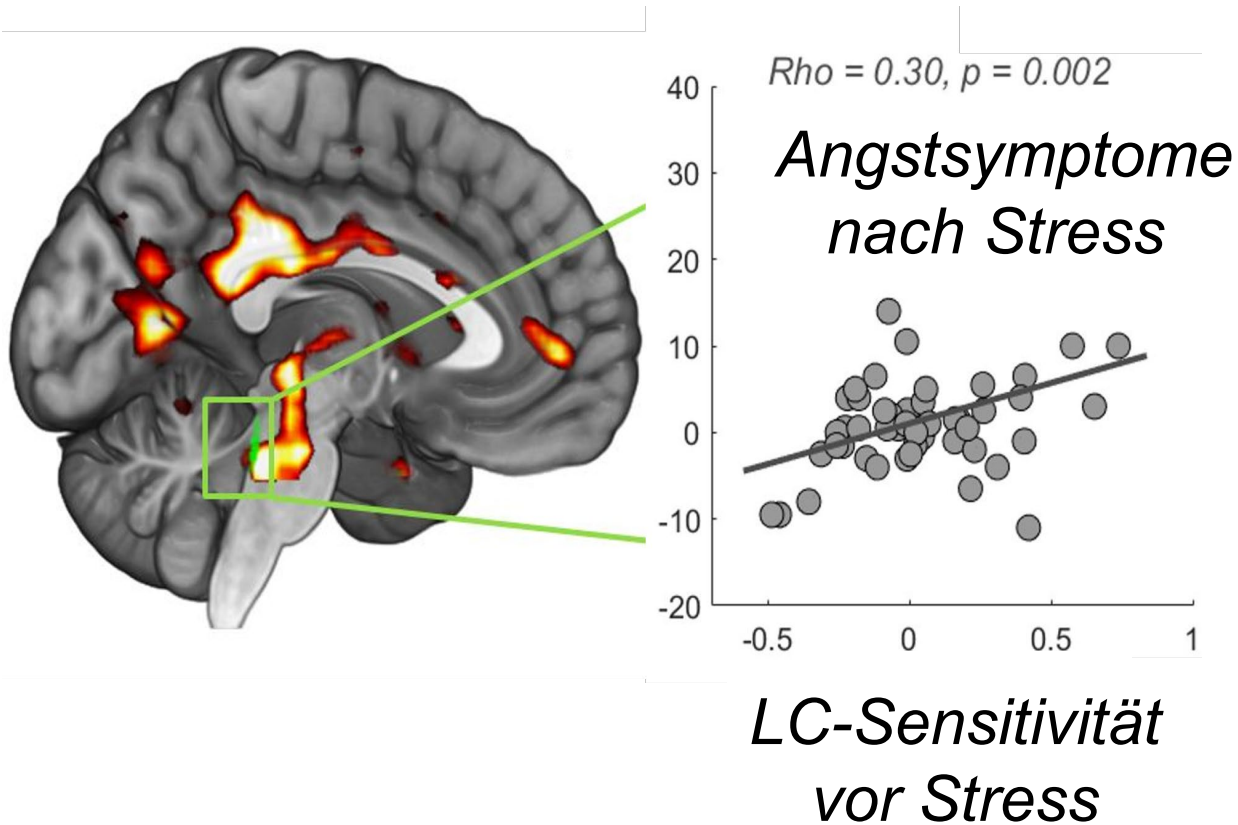 Rho = 0.30, p = 0.002
Angstsymptome
nach Stress
40
30
20
10
0
-10
-20
-0.5 0 0.5 1
LC-Sensitivität
vor Stress